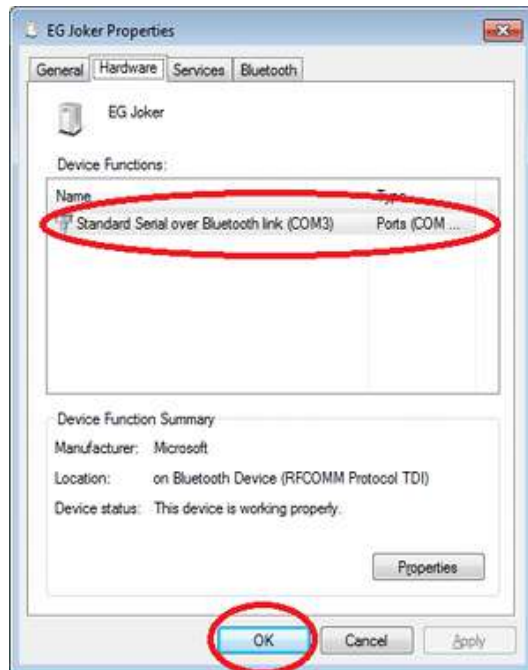 EG Joker Properties
General Hardware Services Bluetooth
EG Joker
Device Functions:
Name Type
Standard Serial over Bluetooth link (COM3) Ports (COM ...
Device Function Summary
Manufacturer: Microsoft
Location: on Bluetooth Device (RFCOMM Protocol TDI)
Device status: This device is working properly.
Properties
OK Cancel Apply